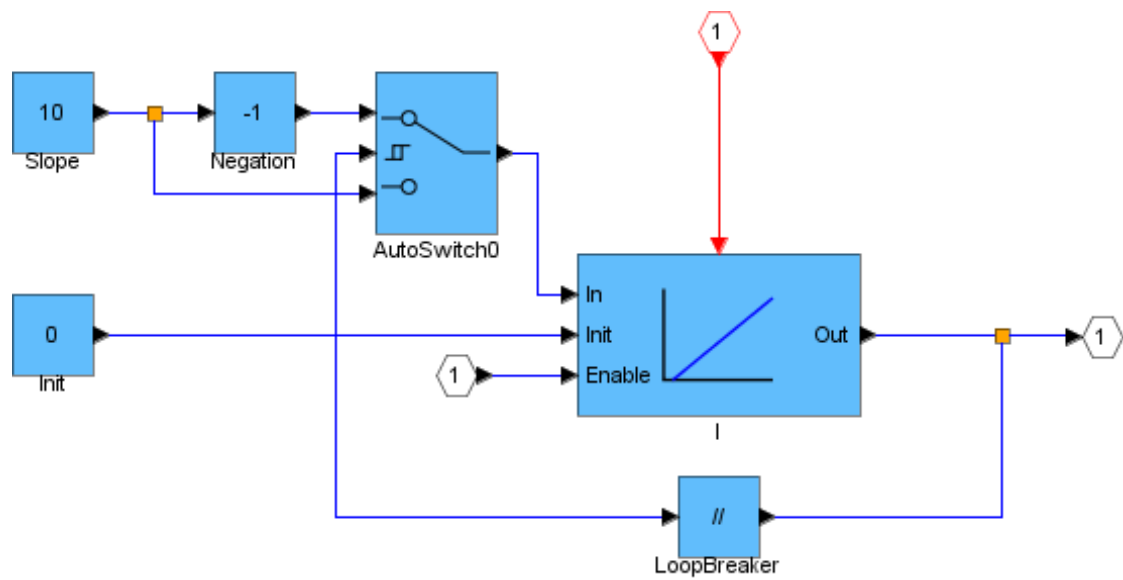 1
10
-1
Slope
Negation
AutoSwitch0
In
0
Init
Out
1
Init
1
Enable
I
//
LoopBreaker